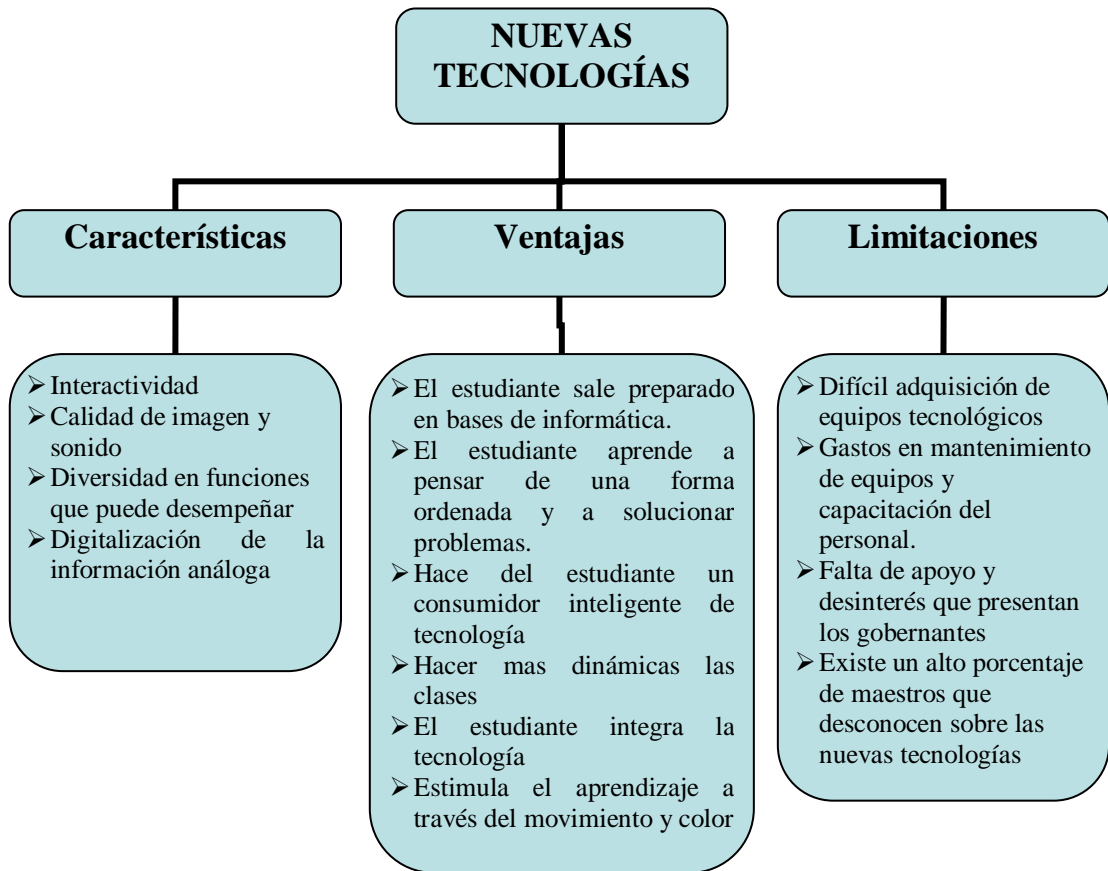 NUEVAS
TECNOLOGÍAS
Características
Ventajas
Limitaciones
➢ Interactividad
➢ Calidad de imagen y
sonido
➢ Diversidad en funciones
que puede desempeñar
➢ Digitalización de la
información análoga
➢ El estudiante sale preparado
en bases de informática.
➢ El estudiante aprende a
pensar de una forma
ordenada y a solucionar
problemas.
➢ Hace del estudiante un
consumidor inteligente de
tecnología
➢ Hacer mas dinámicas las
clases
➢ El estudiante integra la
tecnología
➢ Estimula el aprendizaje a
través del movimiento y color
➢ Difícil adquisición de
equipos tecnológicos
➢ Gastos en mantenimiento
de equipos y
capacitación del
personal.
➢ Falta de apoyo y
desinterés que presentan
los gobernantes
➢ Existe un alto porcentaje
de maestros que
desconocen sobre las
nuevas tecnologías